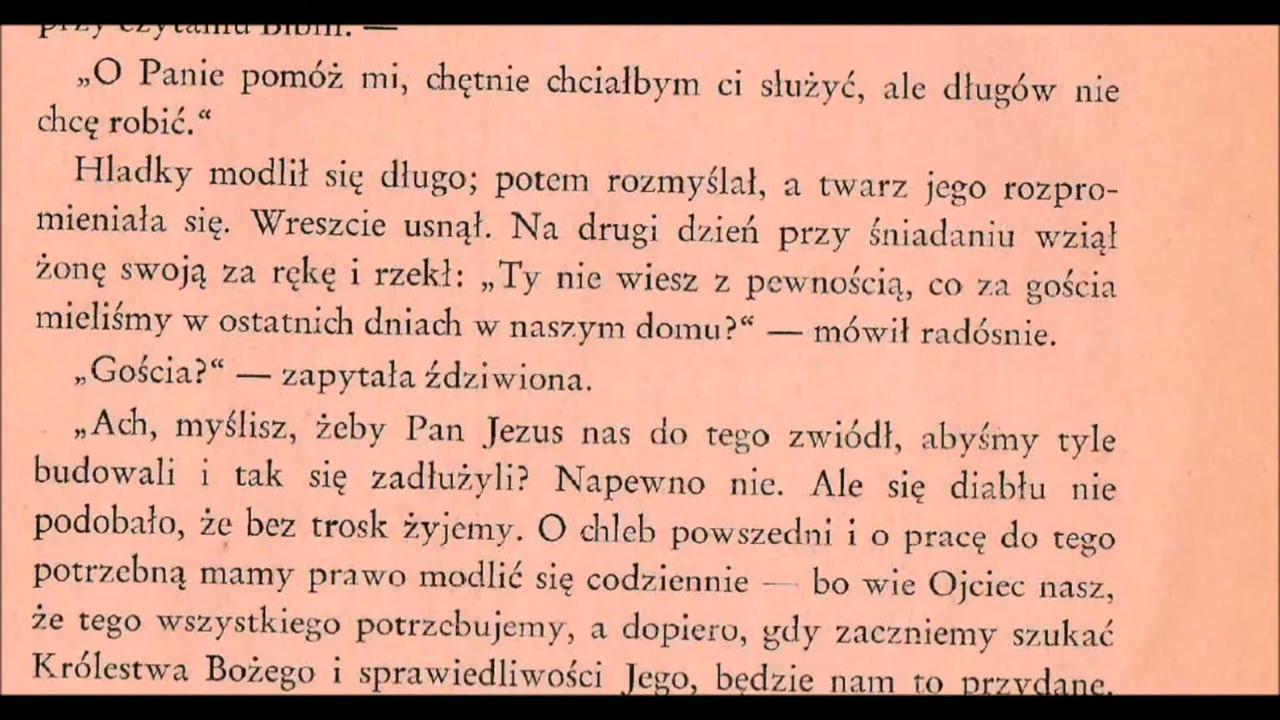 przy czytaniu Biblii. —
„O Panie pomóż mi, chętnie chciałbym ci służyć, ale długów nie
chcę robić.“
Hladky modlił się długo; potem rozmyślał, a twarz jego rozpro-
mieniała się. Wreszcie usnął. Na drugi dzień przy śniadaniu wziął
żonę swoją za rękę i rzekł: „Ty nie wiesz z pewnością, co za gościa
mieliśmy w ostatnich dniach w naszym domu?“ — mówił radósnie.
„Gościa?“ — zapytała ździwiona.
„Ach, myślisz, żeby Pan Jezus nas do tego zwiódł, abyśmy tyle
budowali i tak się zadłużyli? Napewno nie. Ale się diabłu nie
podobało, że bez trosk żyjemy. O chleb powszedni i o pracę do tego
potrzebną mamy prawo modlić się codziennie — bo wie Ojciec nasz,
że tego wszystkiego potrzebujemy, a dopiero, gdy zaczniemy szukać
Królestwa Bożego i sprawiedliwości Jego, będzie nam to przydane.